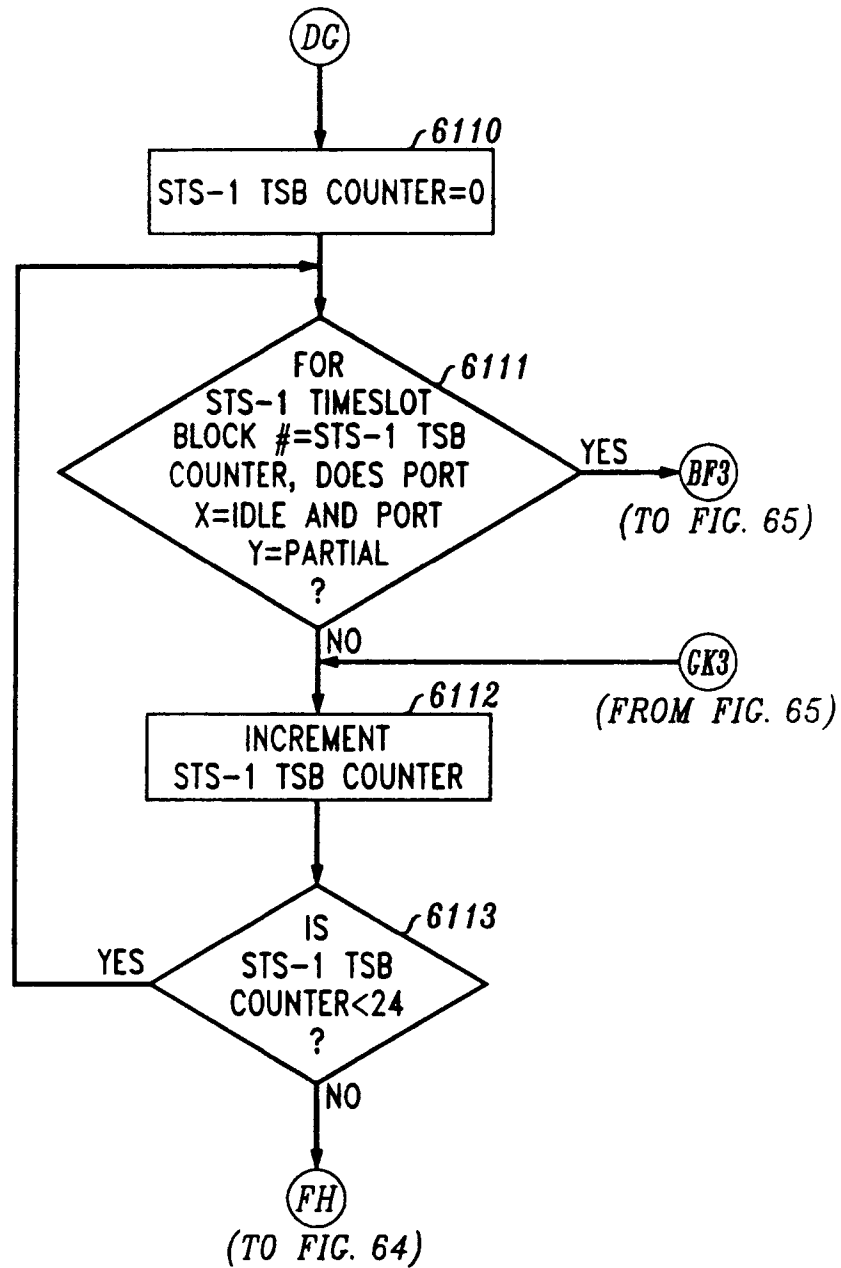 DG
6110
STS-1 TSB COUNTER=0
6111
FOR
STS-1 TIMESLOT
BLOCK #=STS-1 TSB
COUNTER, DOES PORT
X=IDLE AND PORT
Y=PARTIAL
?
YES
BF3
(TO FIG. 65)
NO
GK3
(FROM FIG. 65)
6112
INCREMENT
STS-1 TSB COUNTER
6113
IS
STS-1 TSB
COUNTER<24
?
YES
NO
FH
(TO FIG. 64)